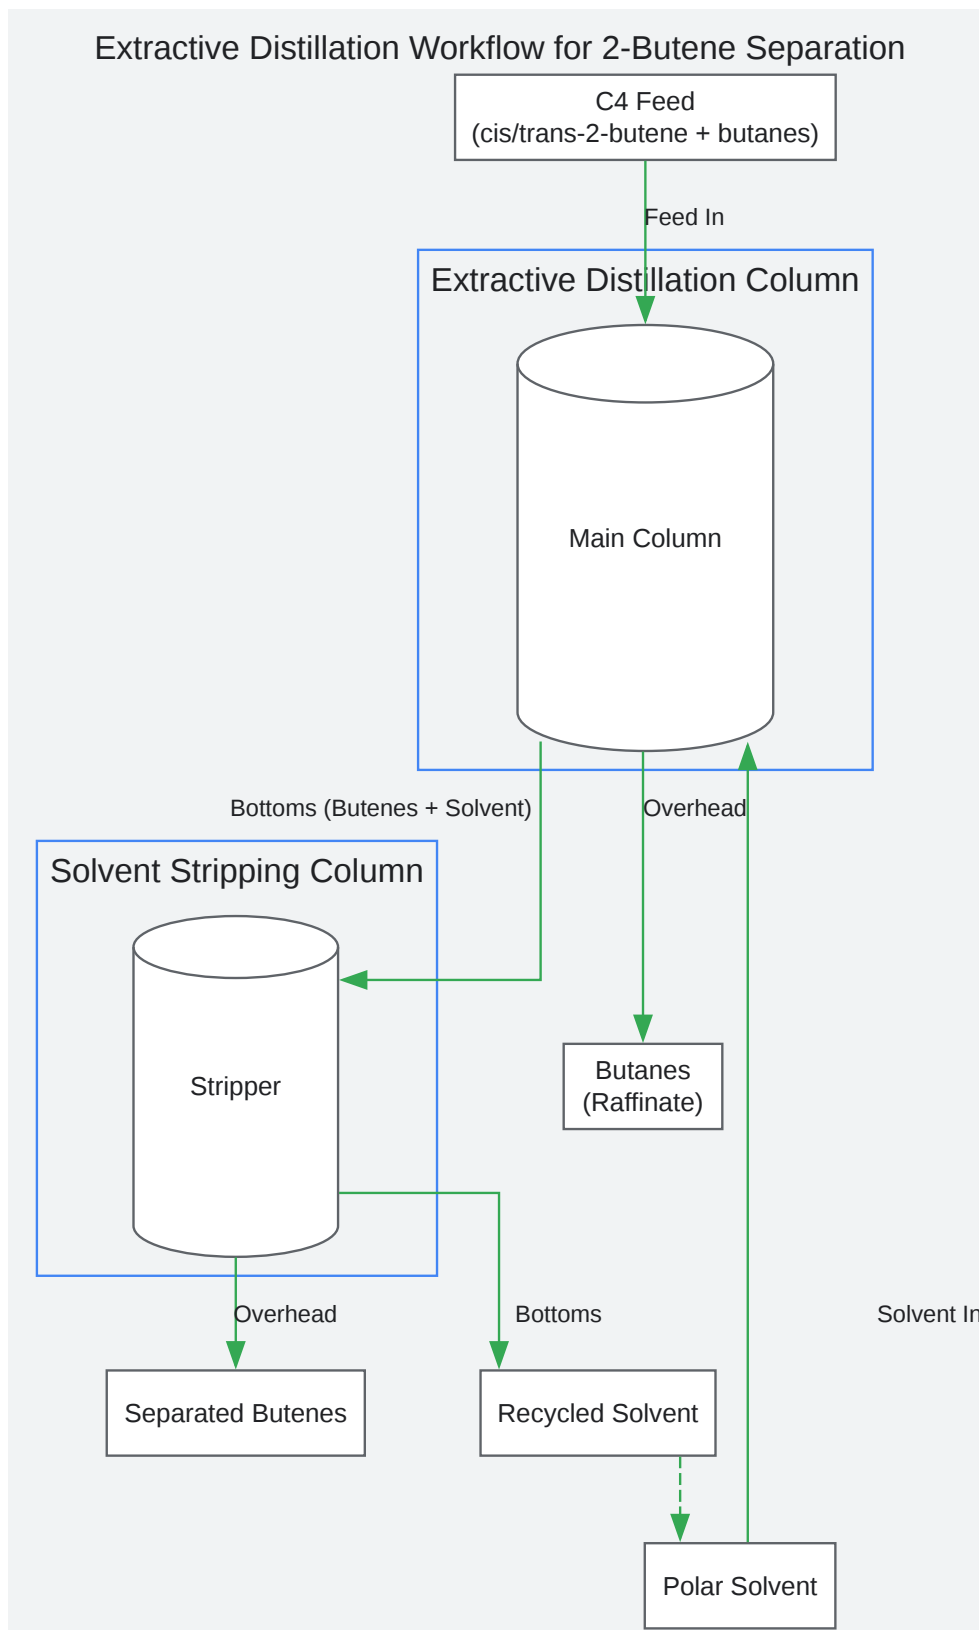 Extractive Distillation Workflow for 2-Butene Separation
C4 Feed
(cis/trans-2-butene + butanes)
Feed In
Extractive Distillation Column
Main Column
Bottoms (Butenes + Solvent)
Overhead
Solvent Stripping Column
Stripper
Butanes
(Raffinate)
Overhead
Bottoms
Solvent In
Separated Butenes
Recycled Solvent
Polar Solvent